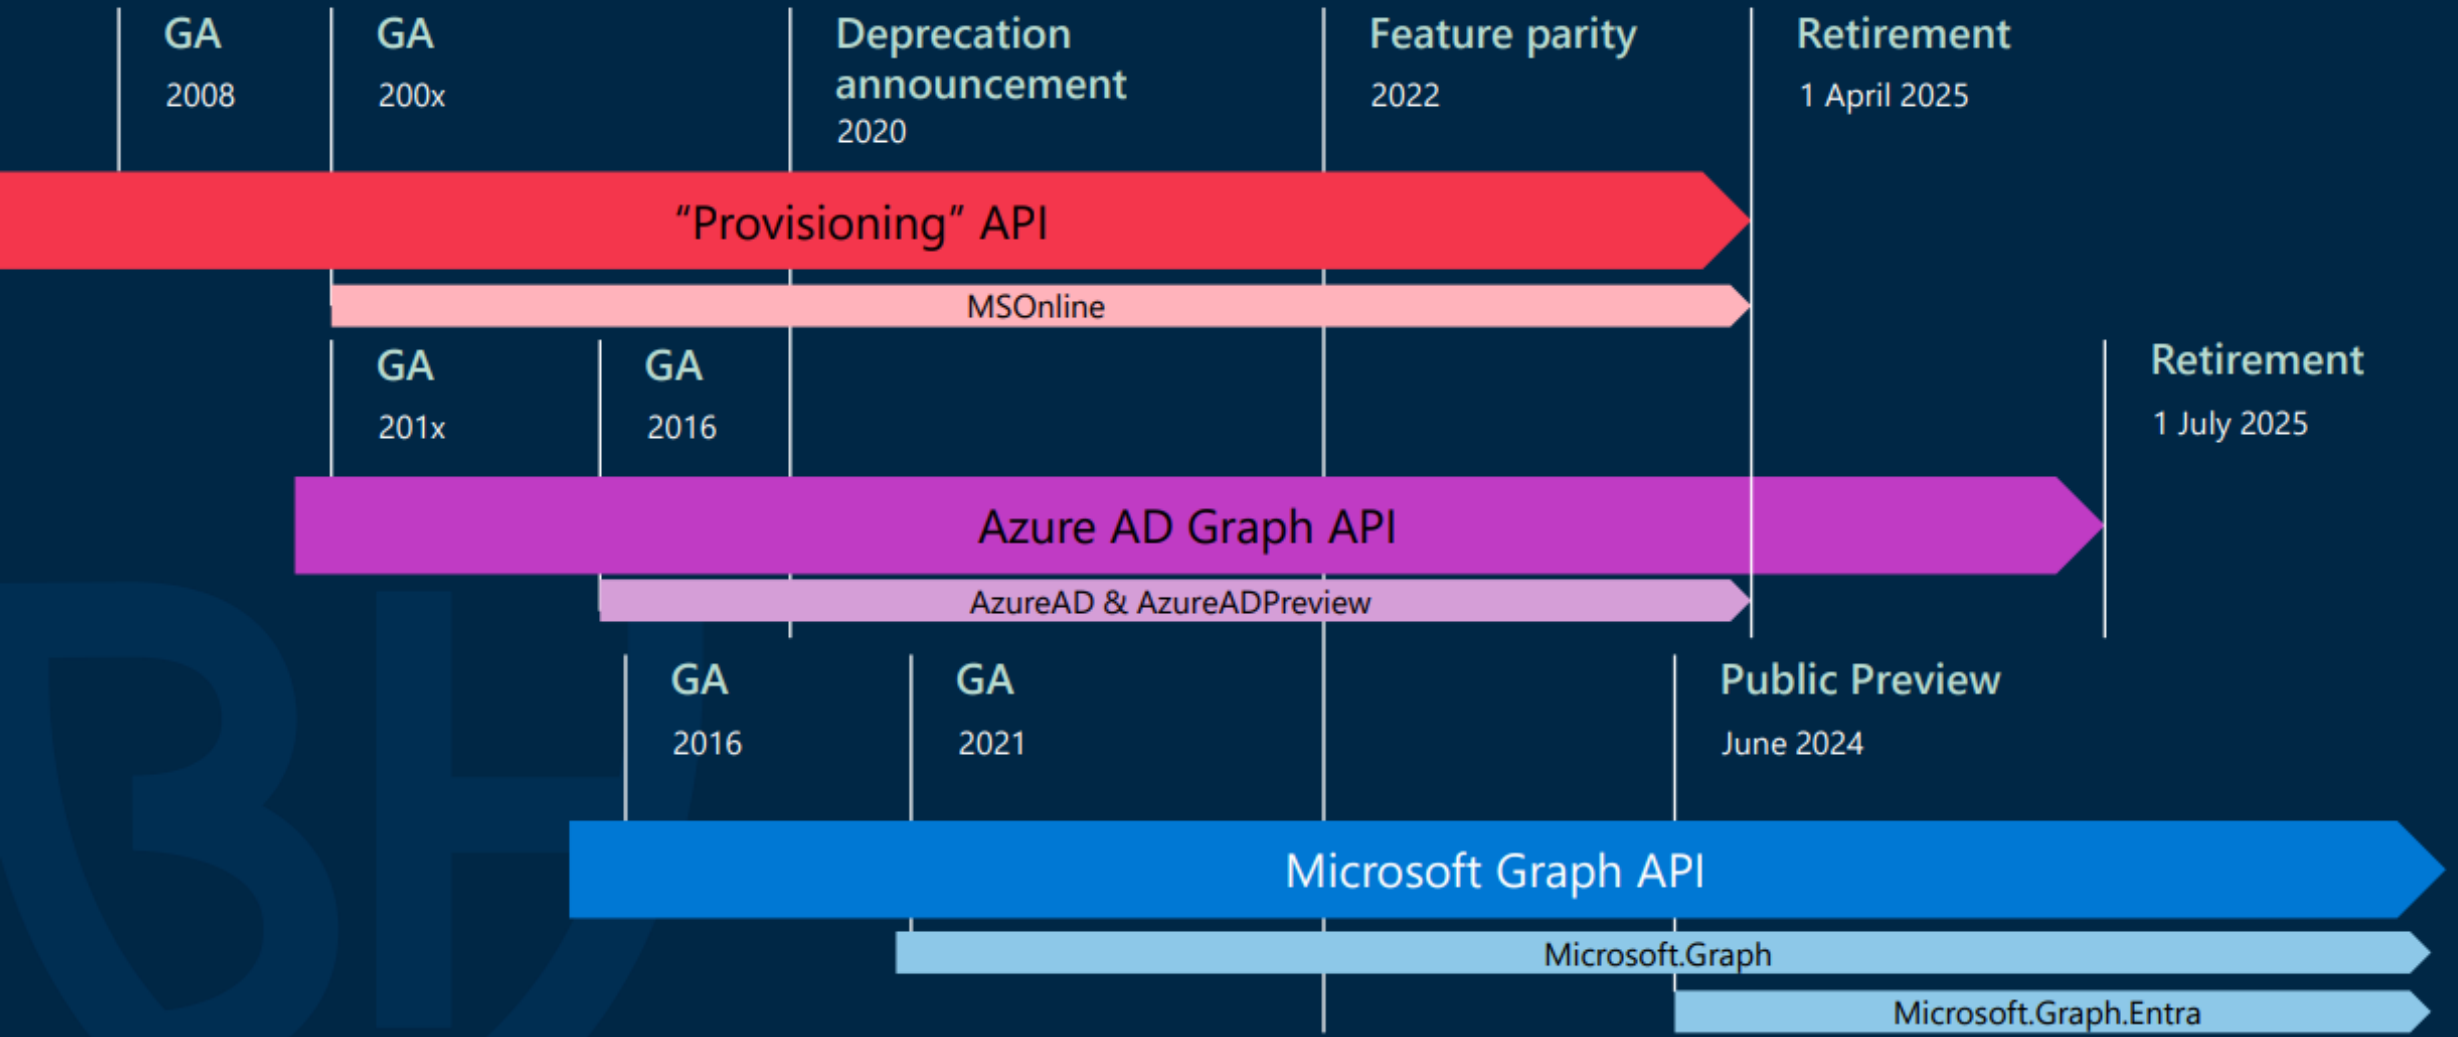 GA
2008
GA
200x
Deprecation
announcement
2020
Feature parity
2022
Retirement
1 April 2025
“Provisioning” API
MSOnline
GA
201x
GA
2016
Retirement
1 July 2025
Azure AD Graph API
AzureAD & AzureADPreview
GA
2016
GA
2021
Public Preview
June 2024
Microsoft Graph API
Microsoft.Graph
Microsoft.Graph.Entra